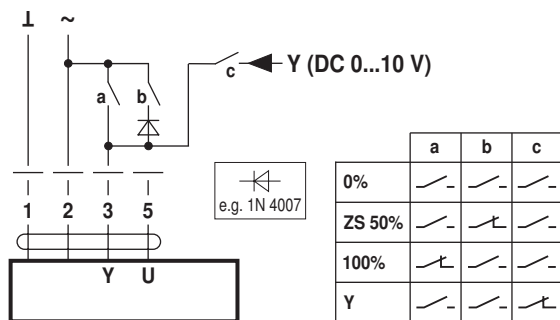 ⊥ ~
a b c Y (DC 0...10 V)
e.g. 1N 4007
1 2 3 5
Y U
a b c
0%
ZS 50%
100%
Y